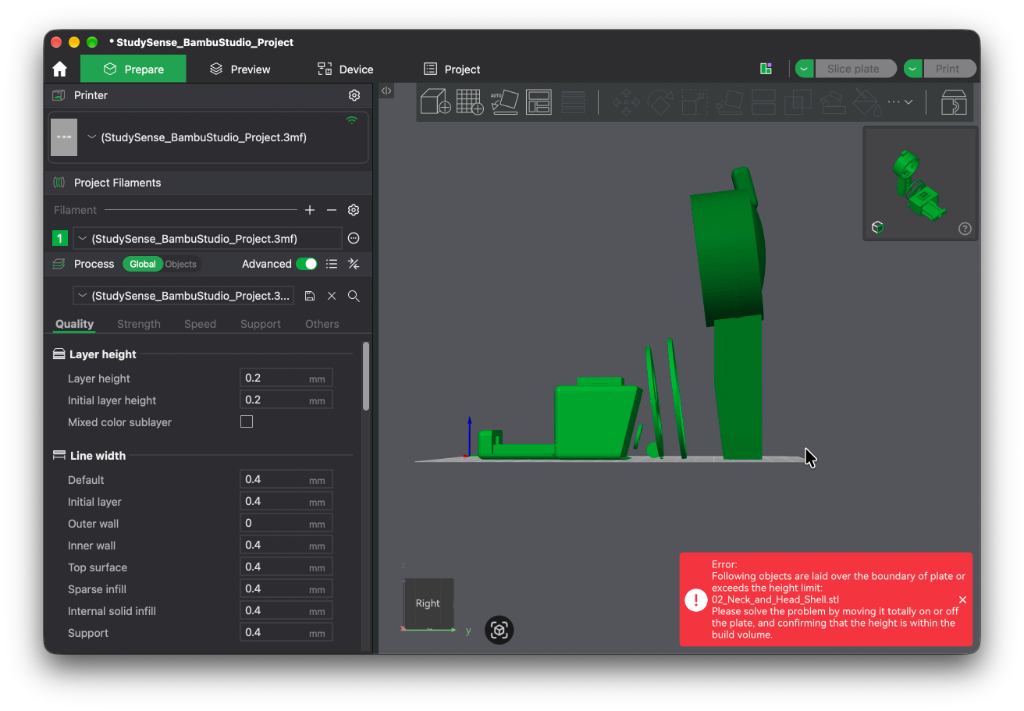 * StudySense_BambuStudio_Project
Prepare
Preview
Device
Project
Slice plate
Print
Printer
(StudySense_BambuStudio_Project.3mf)
Project Filaments
Filament
1
(StudySense_BambuStudio_Project.3mf)
Process
Global
Objects
Advanced
(StudySense_BambuStudio_Project.3...
Quality
Strength
Speed
Support
Others
Layer height
Layer height 0.2 mm
Initial layer height 0.2 mm
Mixed color sublayer
Line width
Default 0.4 mm
Initial layer 0.4 mm
Outer wall 0 mm
Inner wall 0.4 mm
Top surface 0.4 mm
Sparse infill 0.4 mm
Internal solid infill 0.4 mm
Support 0.4 mm
AUTO
Right
y
Error:
Following objects are laid over the boundary of plate or
exceeds the height limit:
02_Neck_and_Head_Shell.stl
Please solve the problem by moving it totally on or off
the plate, and confirming that the height is within the
build volume.